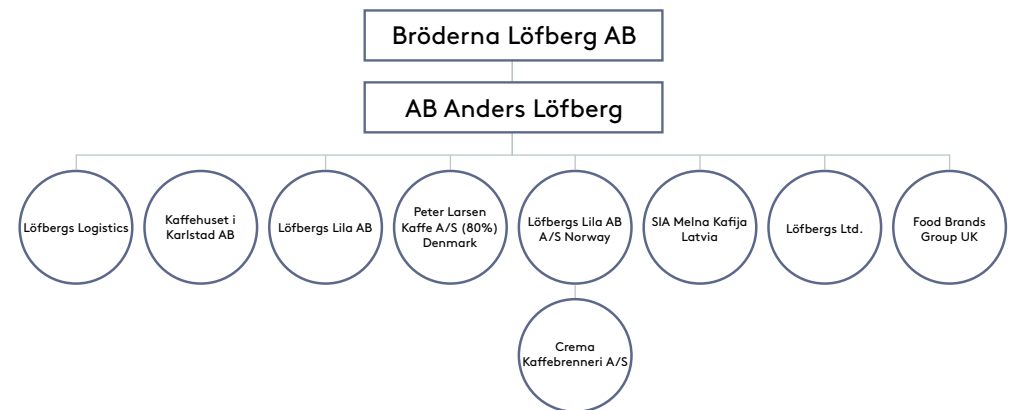 Bröderna Löfberg AB
AB Anders Löfberg
Löfbergs Logistics
Kaffehuset i
Karlstad AB
Löfbergs Lila AB
Peter Larsen
Kaffe A/S (80%)
Denmark
Löfbergs Lila AB
A/S Norway
SIA Melna Kafija
Latvia
Löfbergs Ltd.
Food Brands
Group UK
Crema
Kaffebrenneri A/S